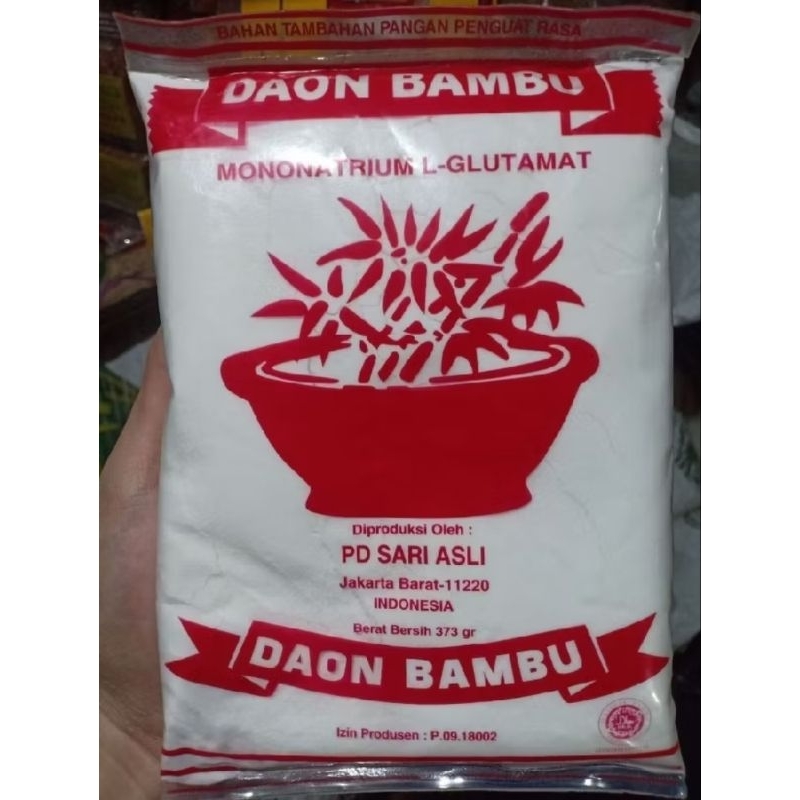 BAHAN TAMBAHAN PANGAN PENGUAT RASA
DAON BAMBU
MONONATRIUM L-GLUTAMAT
Diproduksi Oleh :
PD SARI ASLI
Jakarta Barat-11220
INDONESIA
Berat Bersih 373 gr
DAON BAMBU
Izin Produsen : P.09.18002